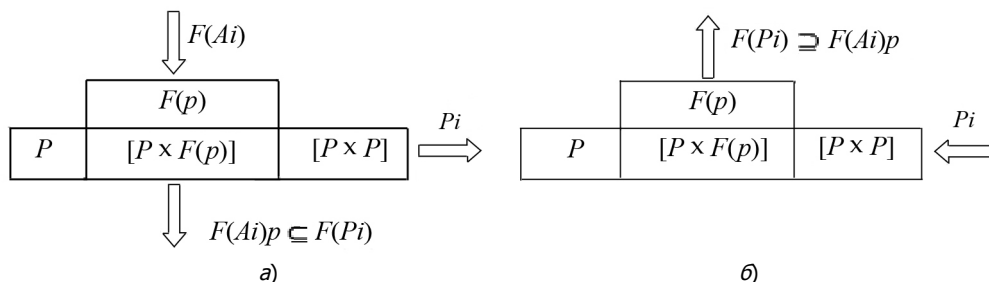 F(Ai)
F(p)
P [P x F(p)] [P x P] Pi
F(Ai)p ⊆ F(Pi)
а)
F(Pi) ⊇ F(Ai)p
F(p)
P [P x F(p)] [P x P] Pi
б)